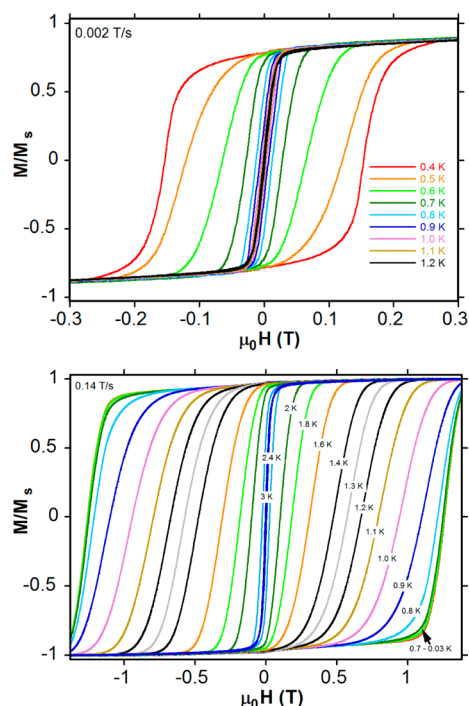 0.002 T/s
1
0.5
0
-0.5
-1
M/Ms
0.4 K
0.5 K
0.6 K
0.7 K
0.8 K
0.9 K
1.0 K
1.1 K
1.2 K
-0.3 -0.2 -0.1 0 0.1 0.2 0.3
μ0H (T)
0.14 T/s
1
0.5
0
-0.5
-1
M/Ms
2 K
1.8 K
1.6 K
2.4 K
1.4 K
3 K
1.3 K
1.2 K
1.1 K
1.0 K
0.9 K
0.8 K
0.7 - 0.03 K
-1 -0.5 0 0.5 1
μ0H (T)